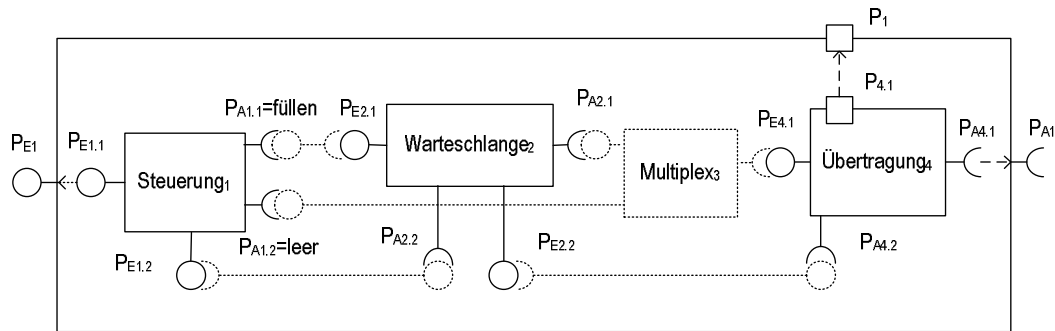 P1
P4.1
PA1.1=füllen
PE2.1
PA2.1
PE4.1
PA4.1
PA1
PE1
PE1.1
Steuerung1
Warteschlange2
Multiplex3
Übertragung4
PE1.2
PA1.2=leer
PA2.2
PE2.2
PA4.2